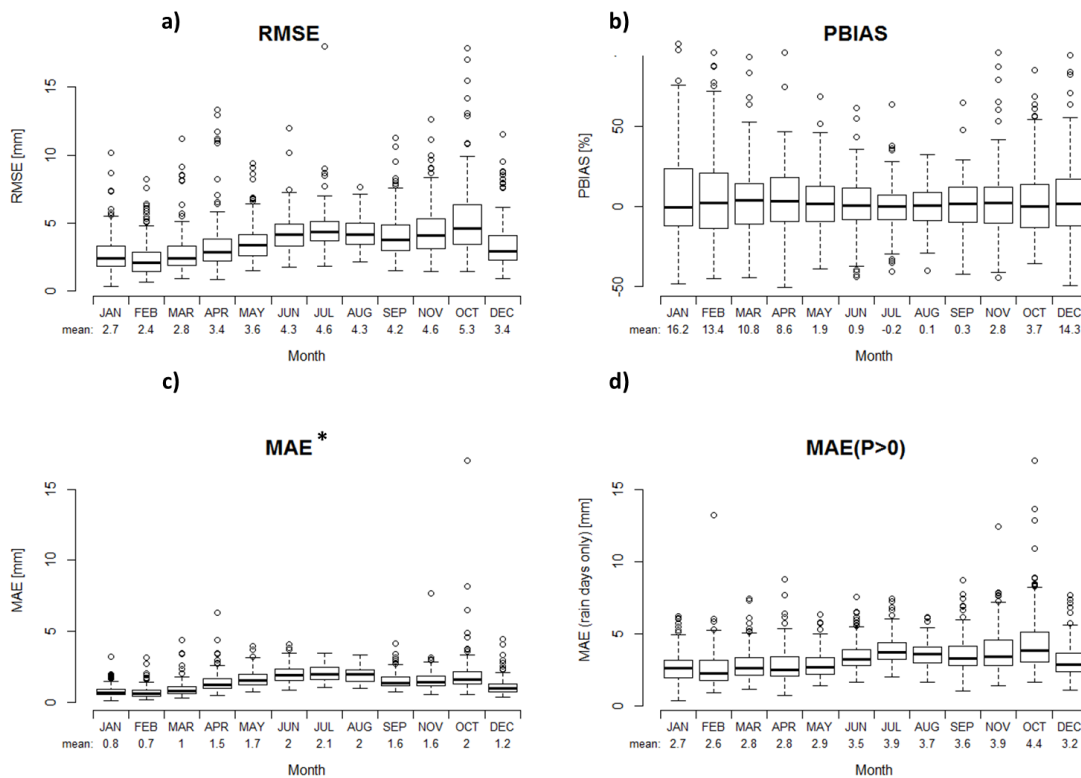 a)
RMSE
RMSE [mm]
15
10
5
0
JAN FEB MAR APR MAY JUN JUL AUG SEP NOV OCT DEC
mean: 2.7 2.4 2.8 3.4 3.6 4.3 4.6 4.3 4.2 4.6 5.3 3.4
Month
b)
PBIAS
PBIAS [%]
50
0
-50
JAN FEB MAR APR MAY JUN JUL AUG SEP NOV OCT DEC
mean: 16.2 13.4 10.8 8.6 1.9 0.9 -0.2 0.1 0.3 2.8 3.7 14.3
Month
c)
MAE *
MAE [mm]
15
10
5
0
JAN FEB MAR APR MAY JUN JUL AUG SEP NOV OCT DEC
mean: 0.8 0.7 1 1.5 1.7 2 2.1 2 1.6 1.6 2 1.2
Month
d)
MAE(P>0)
MAE (rain days only) [mm]
15
10
5
0
JAN FEB MAR APR MAY JUN JUL AUG SEP NOV OCT DEC
mean: 2.7 2.6 2.8 2.8 2.9 3.5 3.9 3.7 3.6 3.9 4.4 3.2
Month